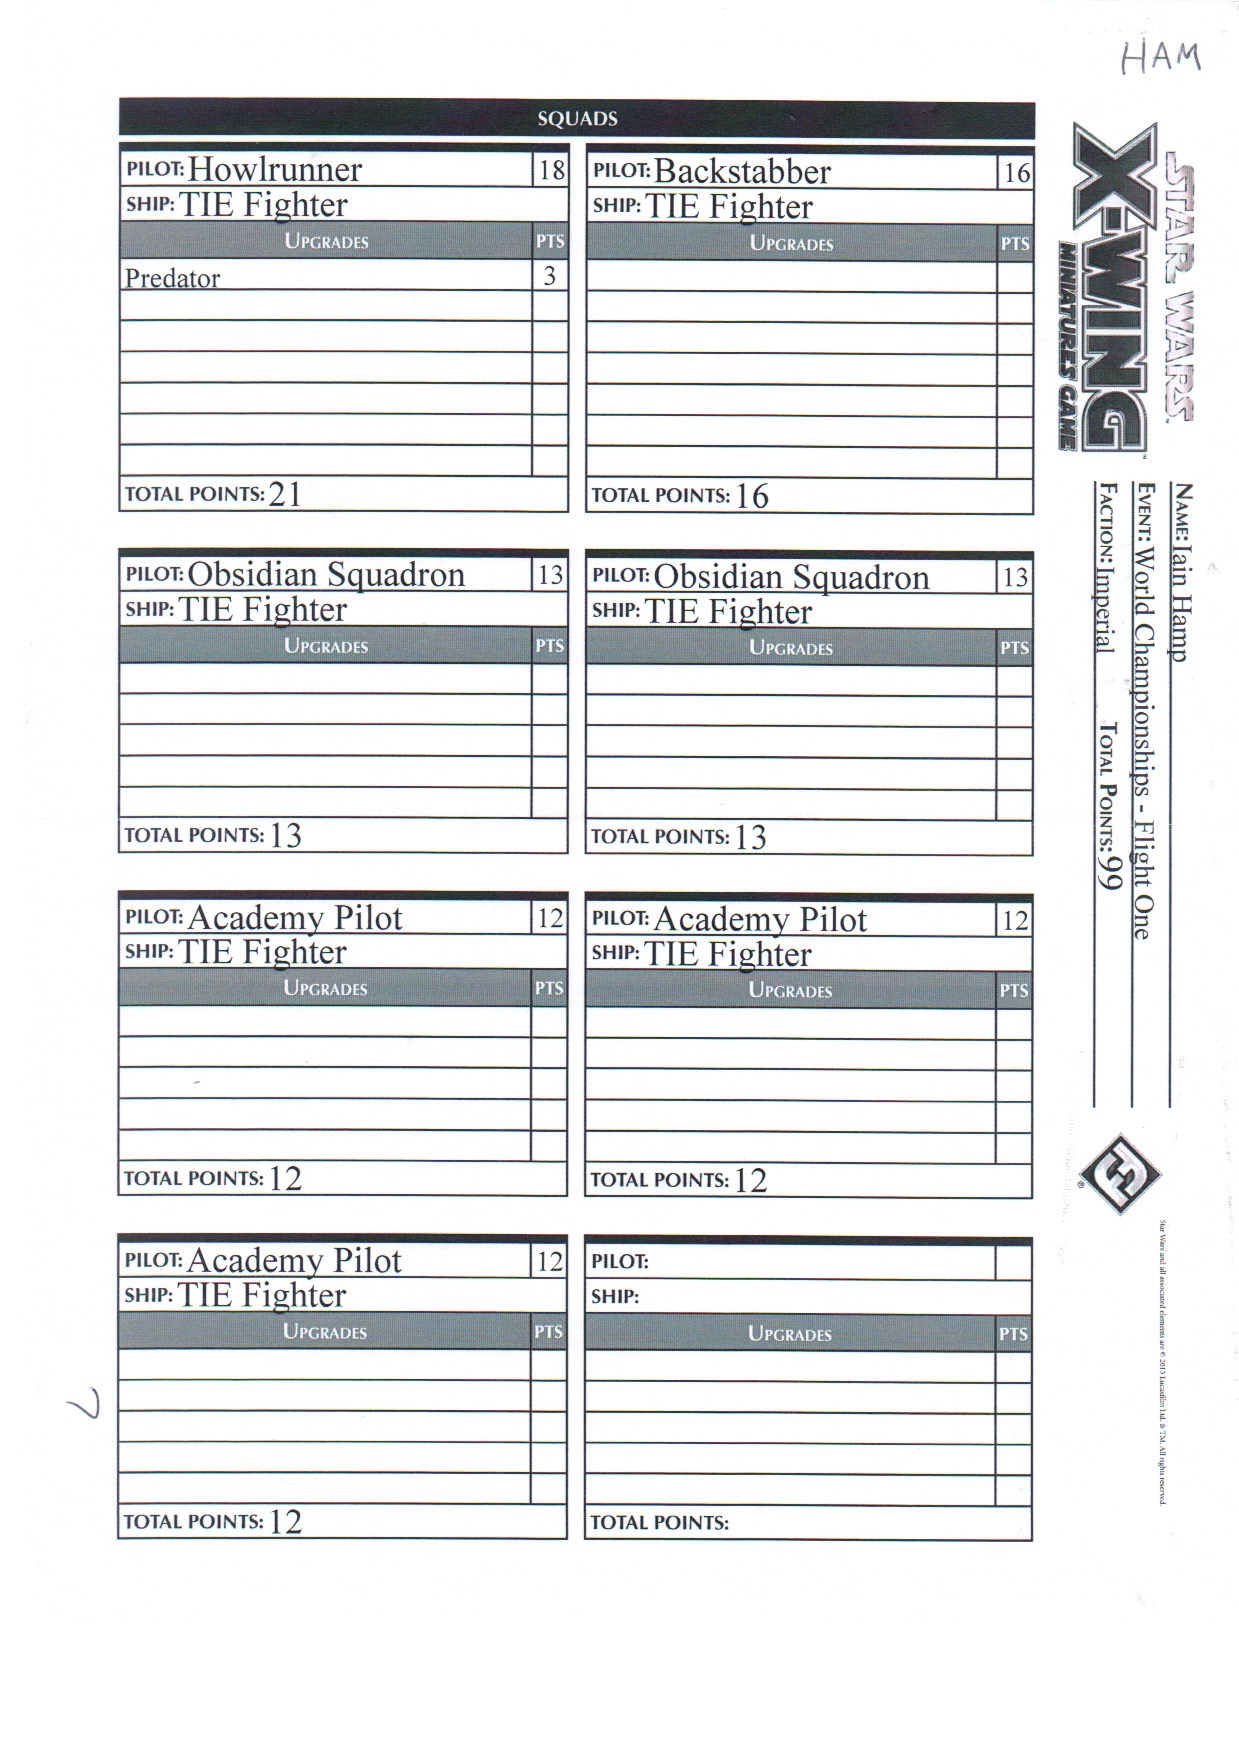 HAM
SQUADS
PILOT: Howlrunner 18
SHIP: TIE Fighter
UPGRADES PTS
Predator 3
TOTAL POINTS: 21
PILOT: Backstabber 16
SHIP: TIE Fighter
UPGRADES PTS
TOTAL POINTS: 16
PILOT: Obsidian Squadron 13
SHIP: TIE Fighter
UPGRADES PTS
TOTAL POINTS: 13
PILOT: Obsidian Squadron 13
SHIP: TIE Fighter
UPGRADES PTS
TOTAL POINTS: 13
PILOT: Academy Pilot 12
SHIP: TIE Fighter
UPGRADES PTS
TOTAL POINTS: 12
PILOT: Academy Pilot 12
SHIP: TIE Fighter
UPGRADES PTS
TOTAL POINTS: 12
PILOT: Academy Pilot 12
SHIP: TIE Fighter
UPGRADES PTS
TOTAL POINTS: 12
PILOT:
SHIP:
UPGRADES PTS
TOTAL POINTS:
STAR WARS™
X-WING™
MINIATURES GAME
NAME: Iain Hamp
EVENT: World Championships - Flight One
FACTION: Imperial TOTAL POINTS: 99
®
Star Wars and all associated elements are © 2013 Lucasfilm Ltd. & TM. All rights reserved.